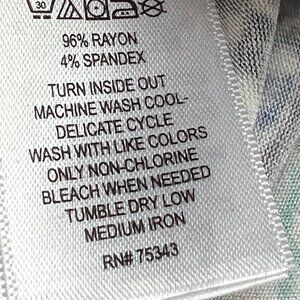 30
96% RAYON
4% SPANDEX
TURN INSIDE OUT
MACHINE WASH COOL-
DELICATE CYCLE
WASH WITH LIKE COLORS
ONLY NON-CHLORINE
BLEACH WHEN NEEDED
TUMBLE DRY LOW
MEDIUM IRON
RN# 75343